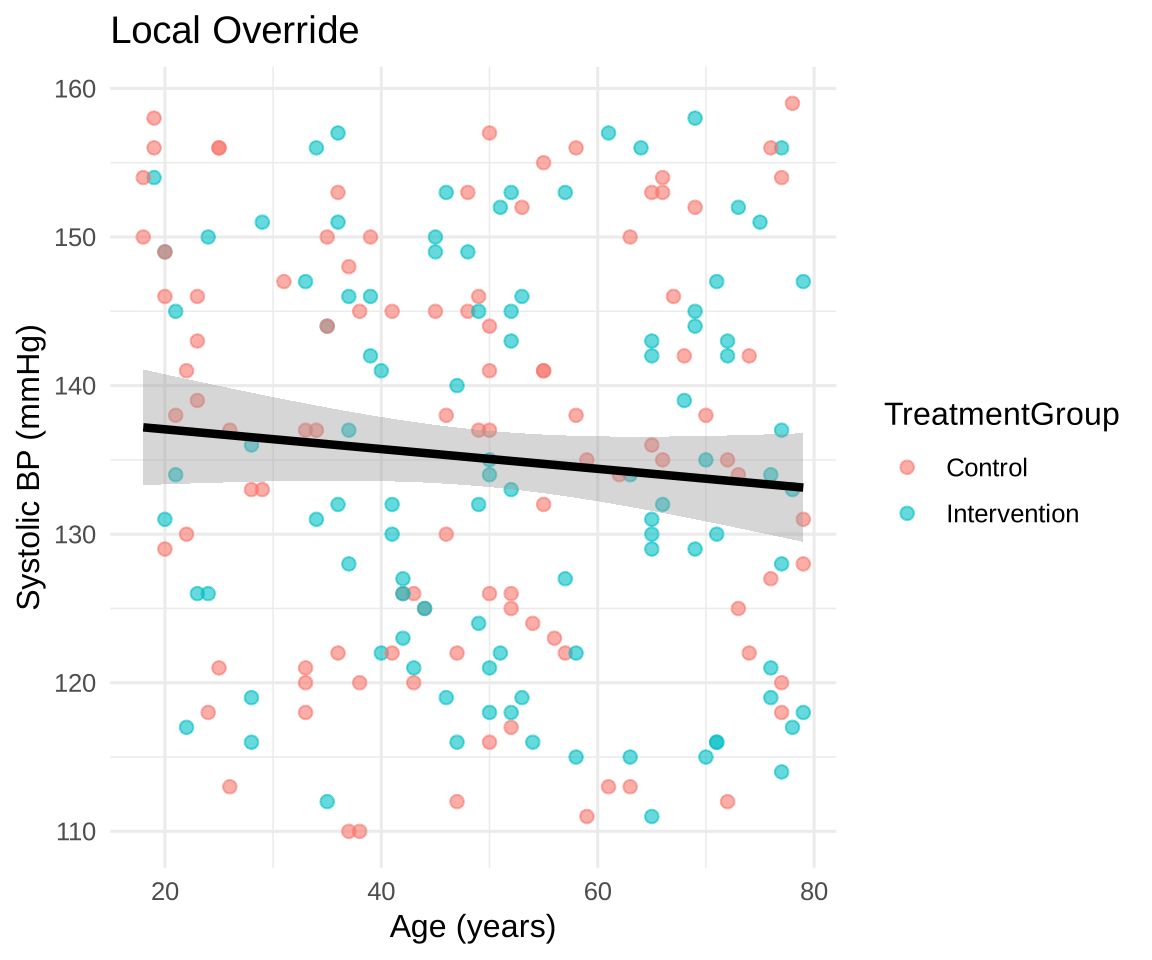 Local Override
160
150
140
130
120
110
20 40 60 80
Systolic BP (mmHg)
Age (years)
TreatmentGroup
Control
Intervention